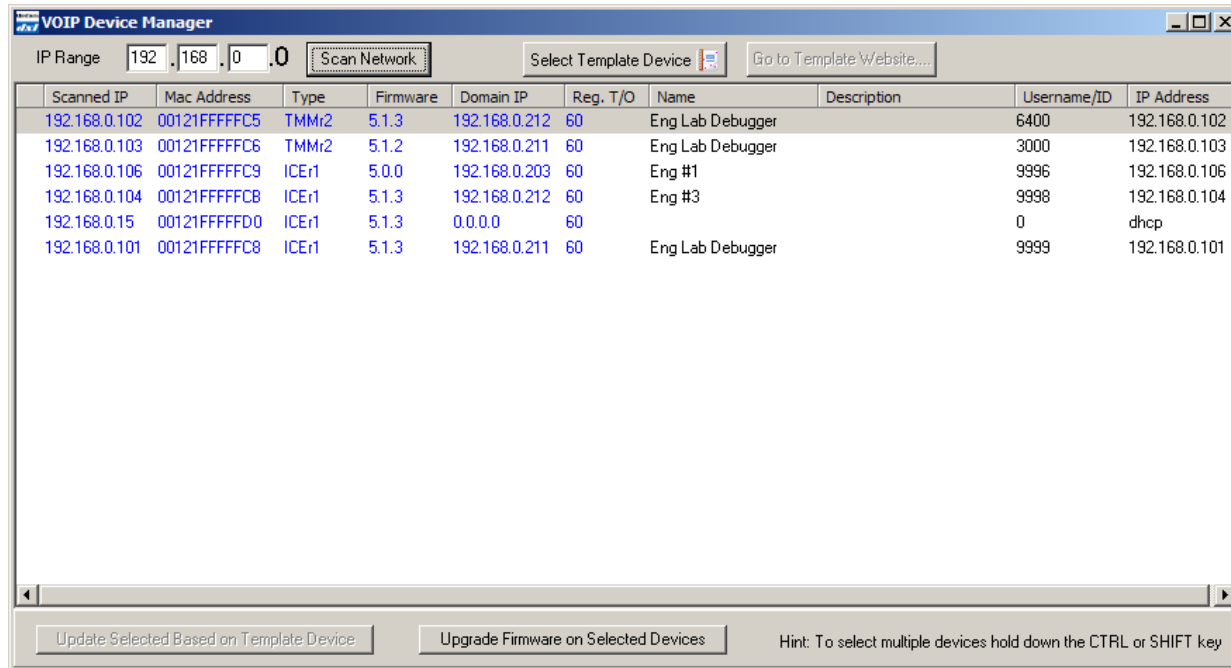 VOIP Device Manager
IP Range 192 . 168 . 0 .0 Scan Network Select Template Device Go to Template Website....
Scanned IP Mac Address Type Firmware Domain IP Reg. T/O Name Description Username/ID IP Address
192.168.0.102 00121FFFFFC5 TMMr2 5.1.3 192.168.0.212 60 Eng Lab Debugger 6400 192.168.0.102
192.168.0.103 00121FFFFFC6 TMMr2 5.1.2 192.168.0.211 60 Eng Lab Debugger 3000 192.168.0.103
192.168.0.106 00121FFFFFC9 ICEr1 5.0.0 192.168.0.203 60 Eng #1 9996 192.168.0.106
192.168.0.104 00121FFFFFCB ICEr1 5.1.3 192.168.0.212 60 Eng #3 9998 192.168.0.104
192.168.0.15 00121FFFFFD0 ICEr1 5.1.3 0.0.0.0 60 0 dhcp
192.168.0.101 00121FFFFFC8 ICEr1 5.1.3 192.168.0.211 60 Eng Lab Debugger 9999 192.168.0.101
Update Selected Based on Template Device Upgrade Firmware on Selected Devices Hint: To select multiple devices hold down the CTRL or SHIFT key